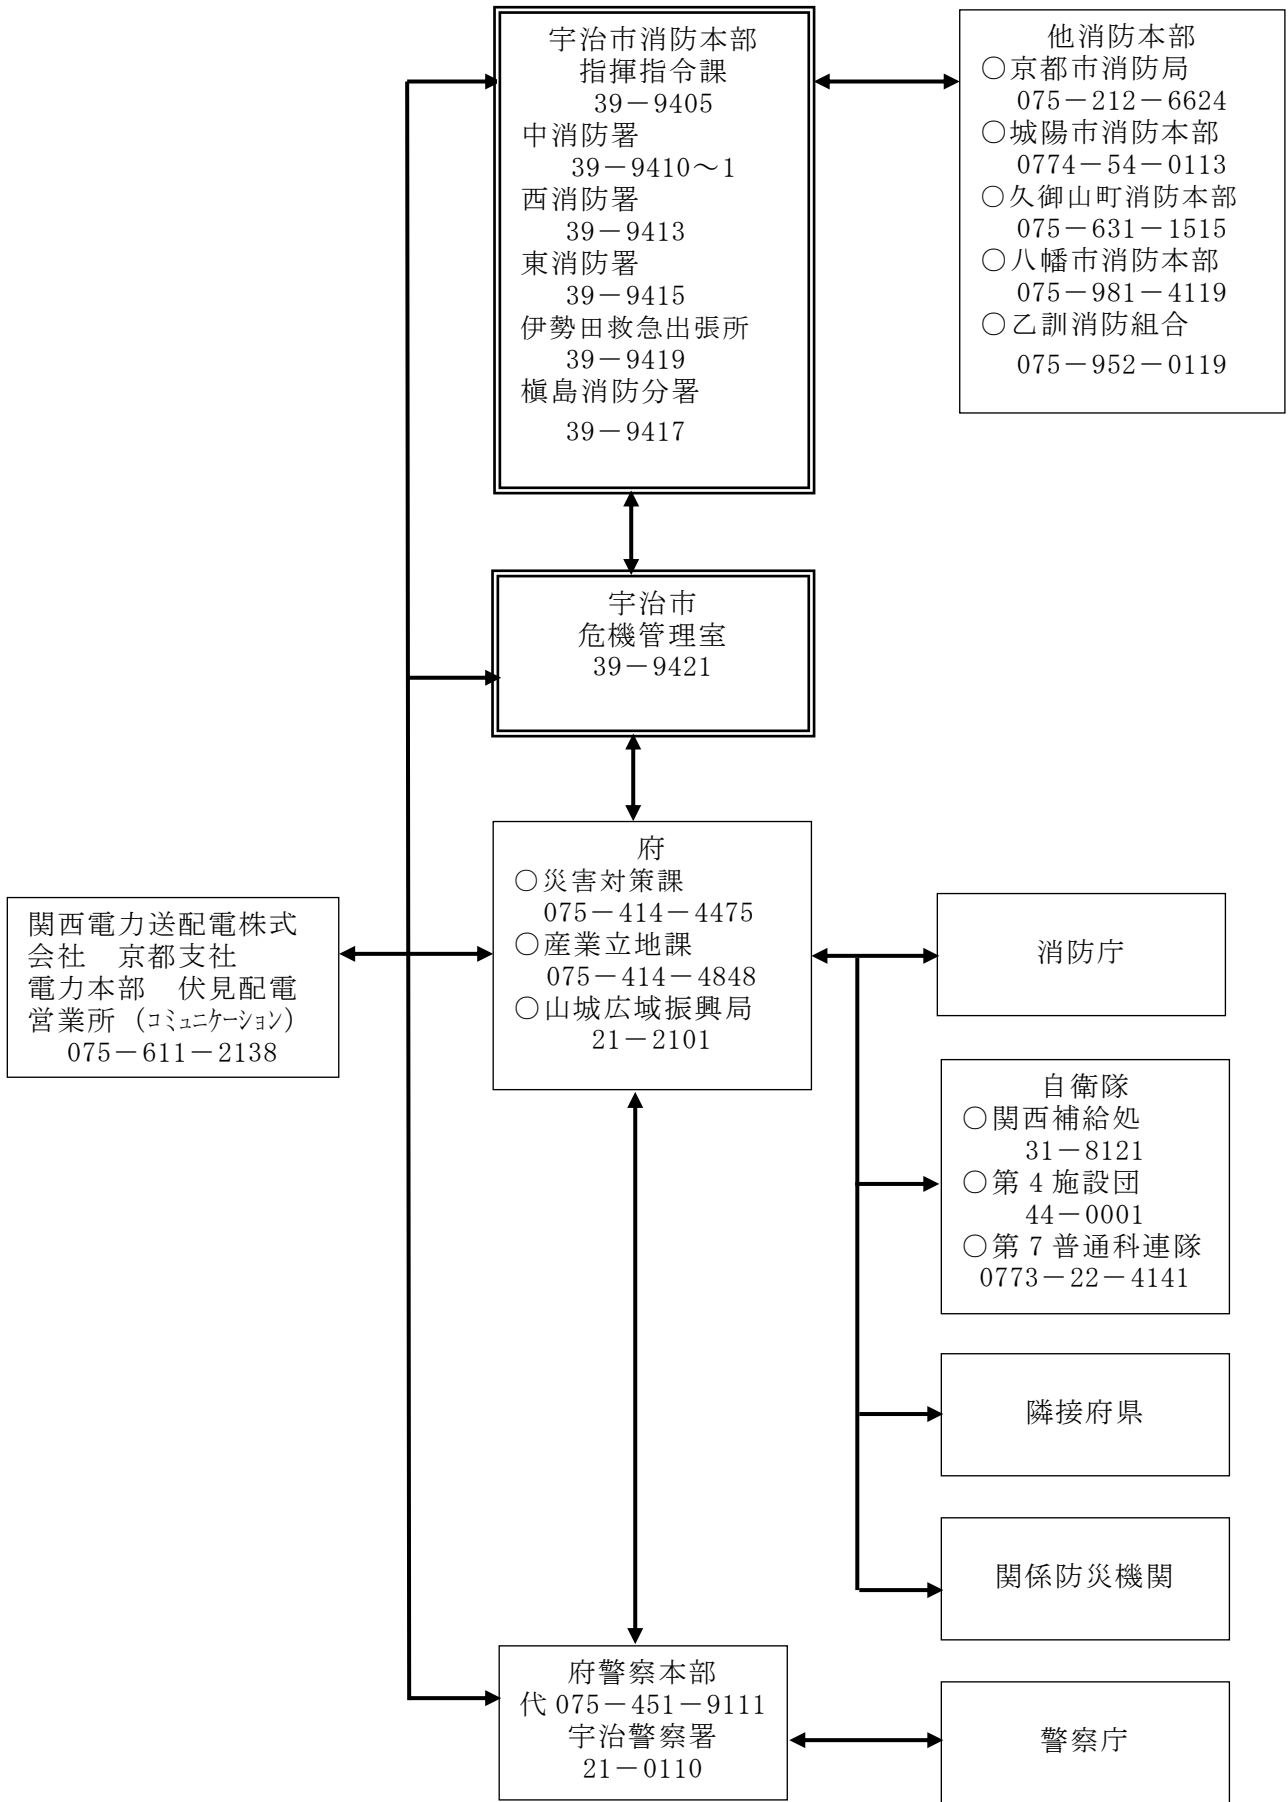 宇治市消防本部
指揮指令課
39－9405
中消防署
39－9410～1
西消防署
39－9413
東消防署
39－9415
伊勢田救急出張所
39－9419
槇島消防分署
39－9417
他消防本部
○京都市消防局
075－212－6624
○城陽市消防本部
0774－54－0113
○久御山町消防本部
075－631－1515
○八幡市消防本部
075－981－4119
○乙訓消防組合
075－952－0119
宇治市
危機管理室
39－9421
府
○災害対策課
075－414－4475
○産業立地課
075－414－4848
○山城広域振興局
21－2101
関西電力送配電株式
会社　京都支社
電力本部　伏見配電
営業所（コミュニケーション）
075－611－2138
消防庁
自衛隊
○関西補給処
31－8121
○第4施設団
44－0001
○第7普通科連隊
0773－22－4141
隣接府県
関係防災機関
府警察本部
代075－451－9111
宇治警察署
21－0110
警察庁